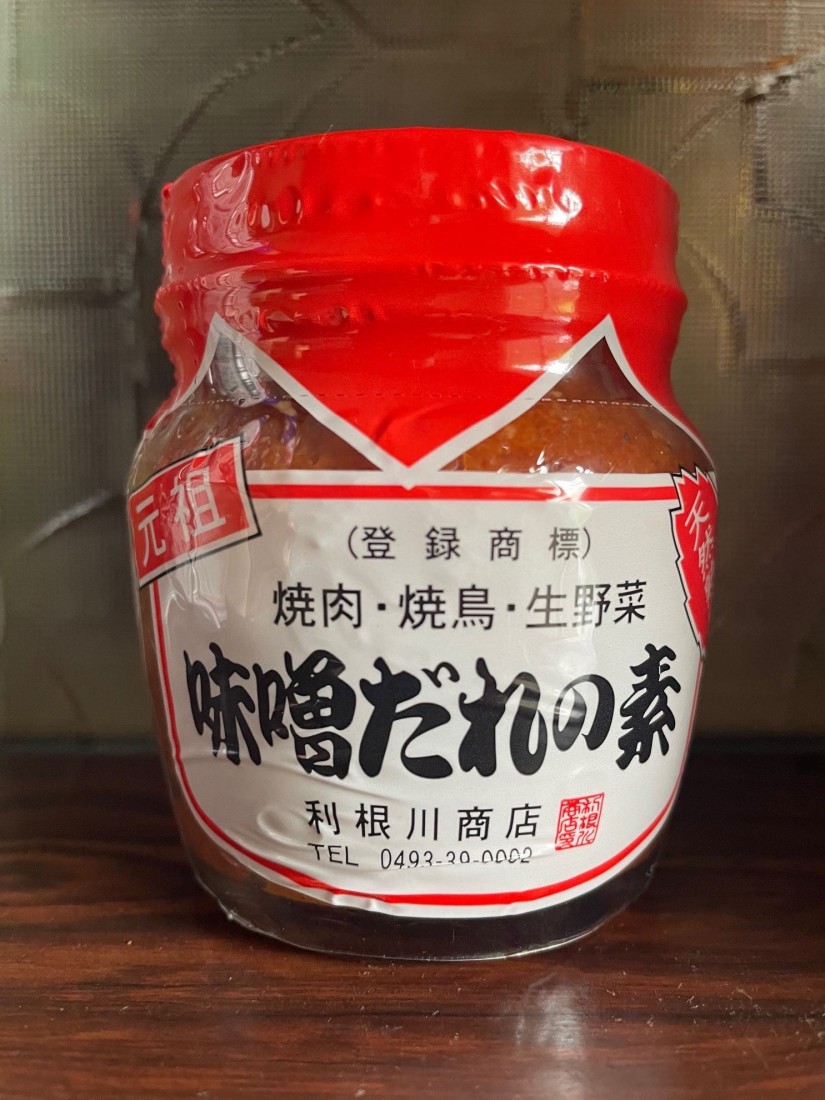 元祖
(登録商標)
焼肉・焼鳥・生野菜
味噌だれの素
利根川商店
TEL 0493-39-0002